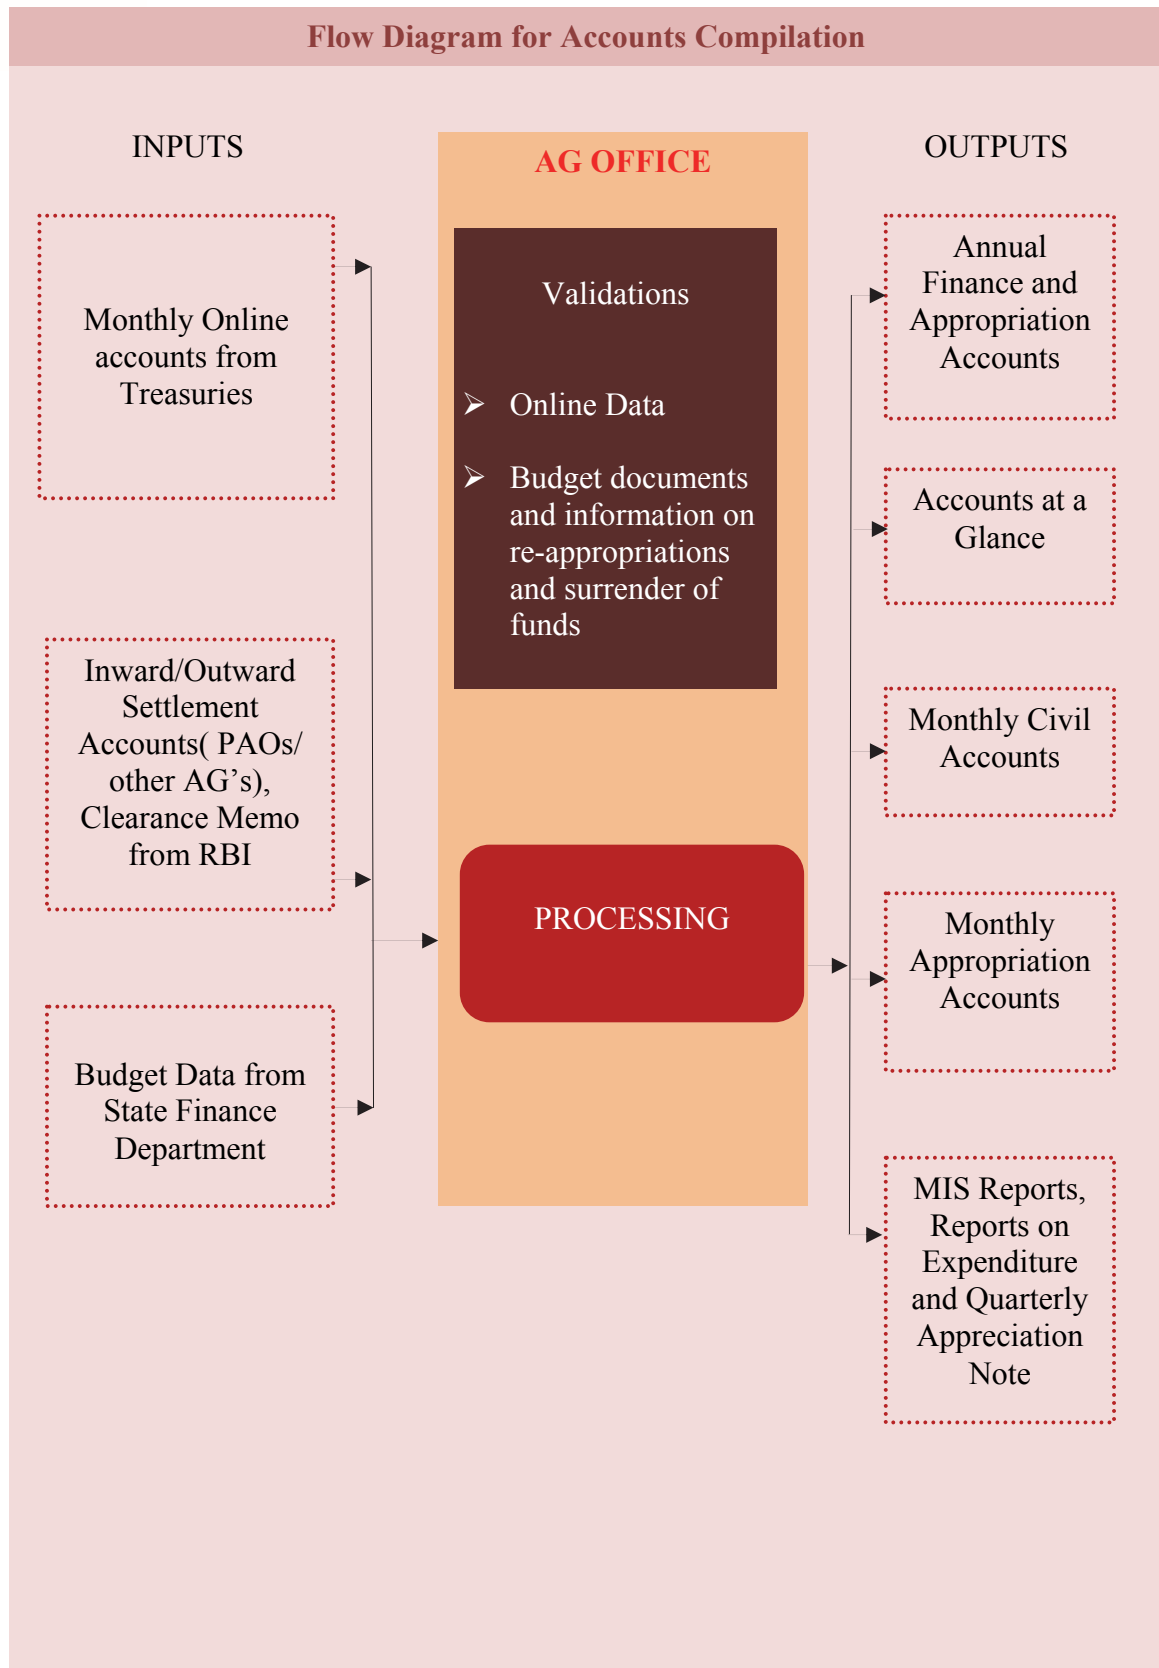 Flow Diagram for Accounts Compilation
INPUTS
Monthly Online
accounts from
Treasuries
Inward/Outward
Settlement
Accounts( PAOs/
other AG’s),
Clearance Memo
from RBI
Budget Data from
State Finance
Department
AG OFFICE
Validations
➢ Online Data
➢ Budget documents
and information on
re-appropriations
and surrender of
funds
PROCESSING
OUTPUTS
Annual
Finance and
Appropriation
Accounts
Accounts at a
Glance
Monthly Civil
Accounts
Monthly
Appropriation
Accounts
MIS Reports,
Reports on
Expenditure
and Quarterly
Appreciation
Note